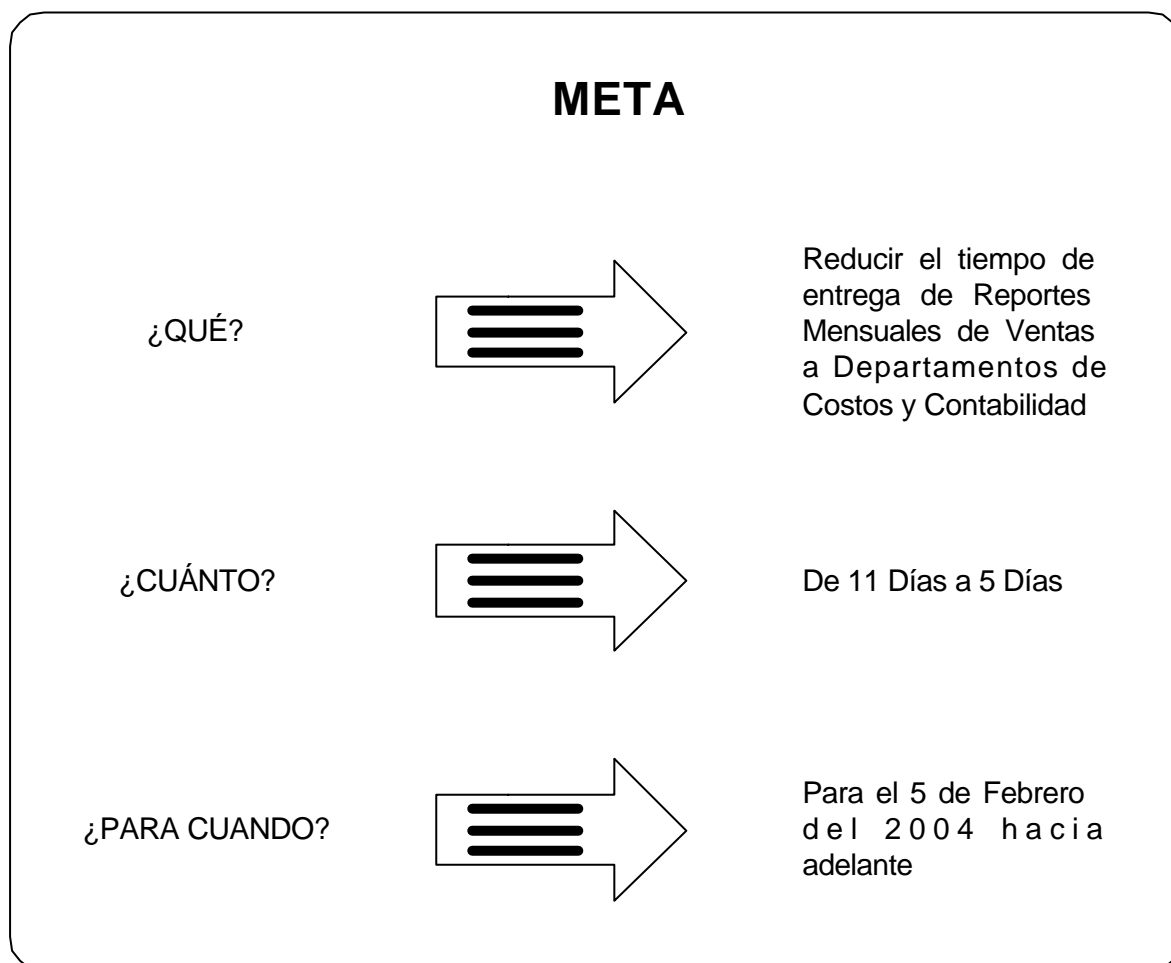 META
¿QUÉ?
Reducir el tiempo de
entrega de Reportes
Mensuales de Ventas
a Departamentos de
Costos y Contabilidad
¿CUÁNTO?
De 11 Días a 5 Días
¿PARA CUANDO?
Para el 5 de Febrero
del 2004 hacia
adelante